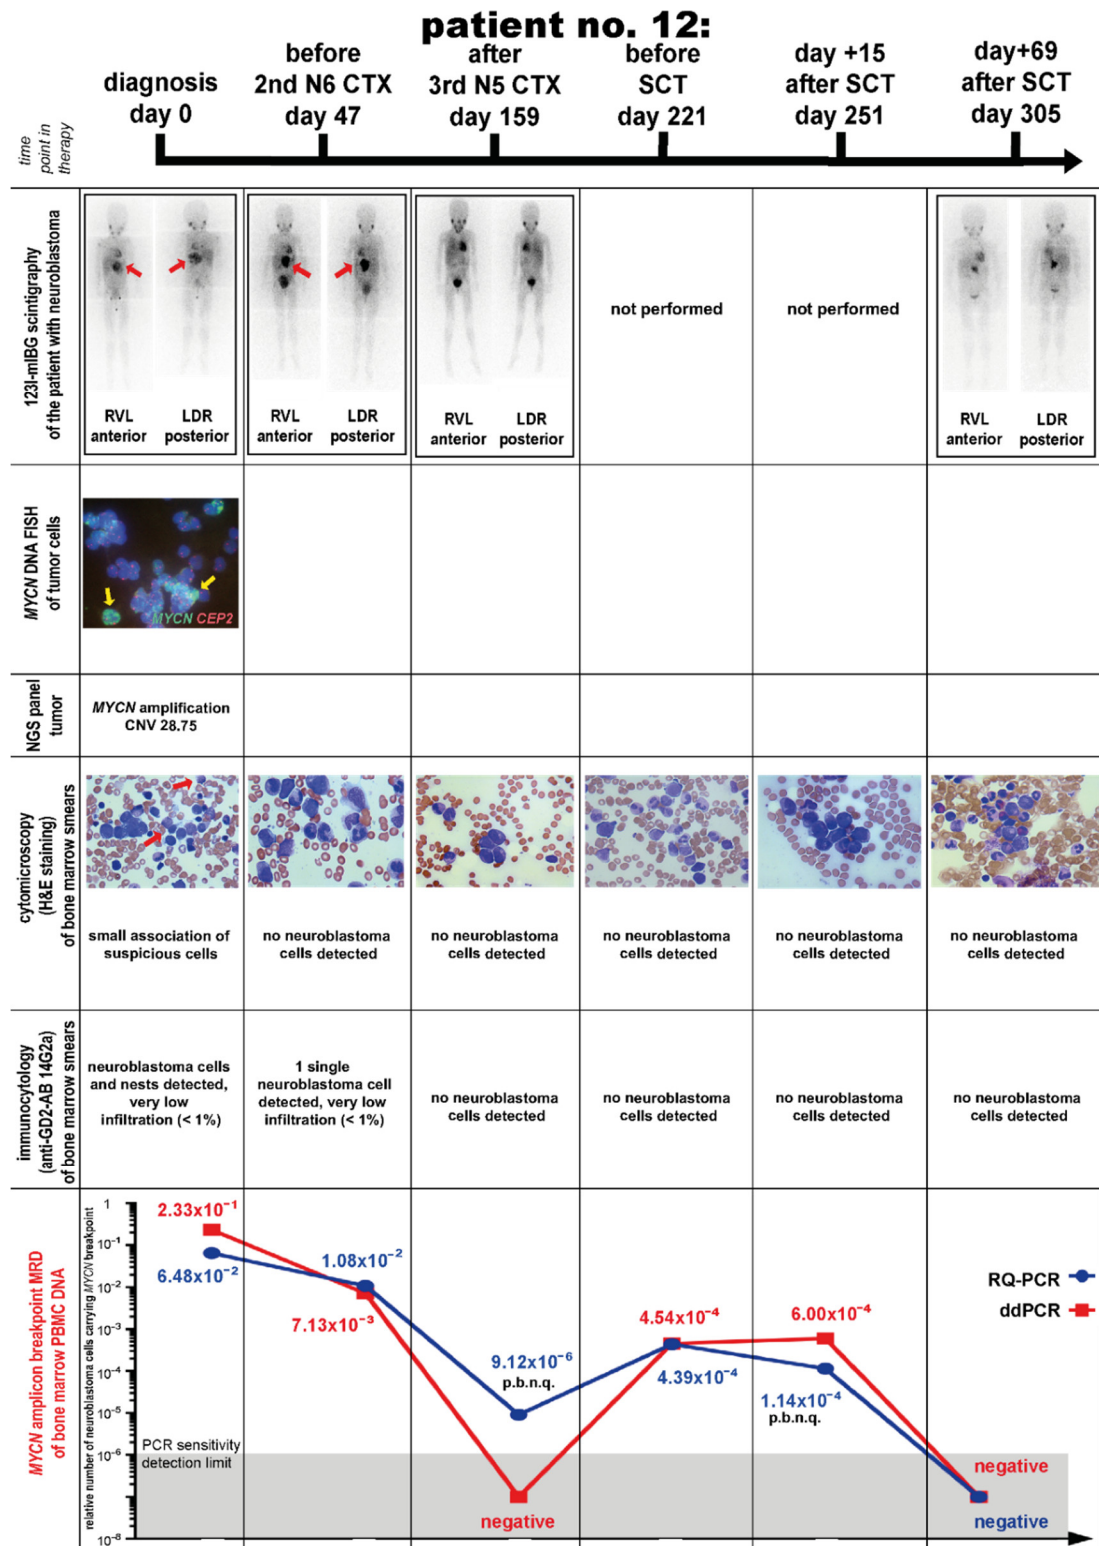 patient no. 12:
diagnosis
day 0
before
2nd N6 CTX
day 47
after
3rd N5 CTX
day 159
before
SCT
day 221
day +15
after SCT
day 251
day+69
after SCT
day 305
time
point in
therapy
123I-mIBG scintigraphy
of the patient with neuroblastoma
RVL
anterior
LDR
posterior
RVL
anterior
LDR
posterior
RVL
anterior
LDR
posterior
not performed
not performed
RVL
anterior
LDR
posterior
MYCN DNA FISH
of tumor cells
MYCN CEP2
NGS panel
tumor
MYCN amplification
CNV 28.75
cytomicroscopy
(H&E staining)
of bone marrow smears
small association of
suspicious cells
no neuroblastoma
cells detected
no neuroblastoma
cells detected
no neuroblastoma
cells detected
no neuroblastoma
cells detected
no neuroblastoma
cells detected
immunocytology
(anti-GD2-AB 14G2a)
of bone marrow smears
neuroblastoma cells
and nests detected,
very low
infiltration (< 1%)
1 single
neuroblastoma cell
detected, very low
infiltration (< 1%)
no neuroblastoma
cells detected
no neuroblastoma
cells detected
no neuroblastoma
cells detected
no neuroblastoma
cells detected
MYCN amplicon breakpoint MRD
of bone marrow PBMC DNA
relative number of neuroblastoma cells carrying MYCN breakpoint
1
10⁻¹
10⁻²
10⁻³
10⁻⁴
10⁻⁵
10⁻⁶
10⁻⁷
10⁻⁸
2.33x10⁻¹
6.48x10⁻²
1.08x10⁻²
7.13x10⁻³
9.12x10⁻⁶
p.b.n.q.
negative
4.54x10⁻⁴
4.39x10⁻⁴
6.00x10⁻⁴
1.14x10⁻⁴
p.b.n.q.
RQ-PCR
ddPCR
PCR sensitivity
detection limit
negative
negative